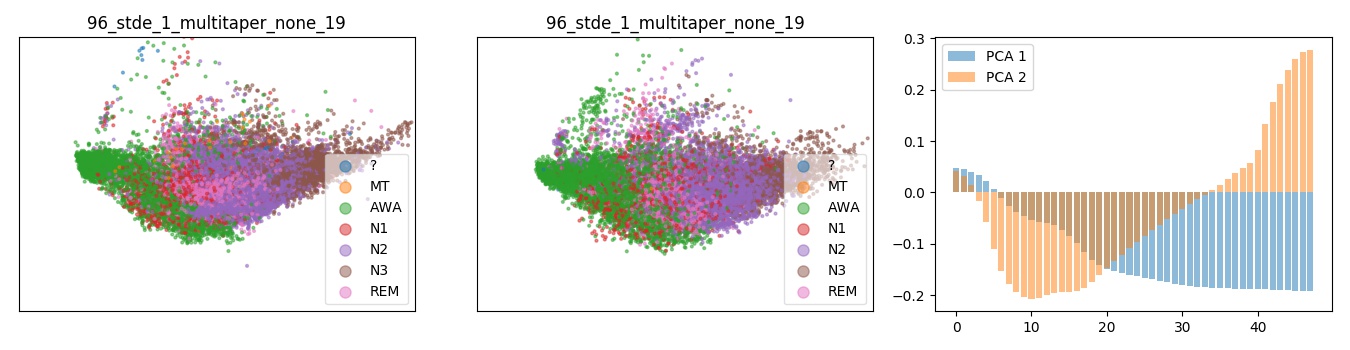 96_stde_1_multitaper_none_19
?
MT
AWA
N1
N2
N3
REM
96_stde_1_multitaper_none_19
?
MT
AWA
N1
N2
N3
REM
PCA 1
PCA 2
0.3
0.2
0.1
0.0
−0.1
−0.2
0 10 20 30 40